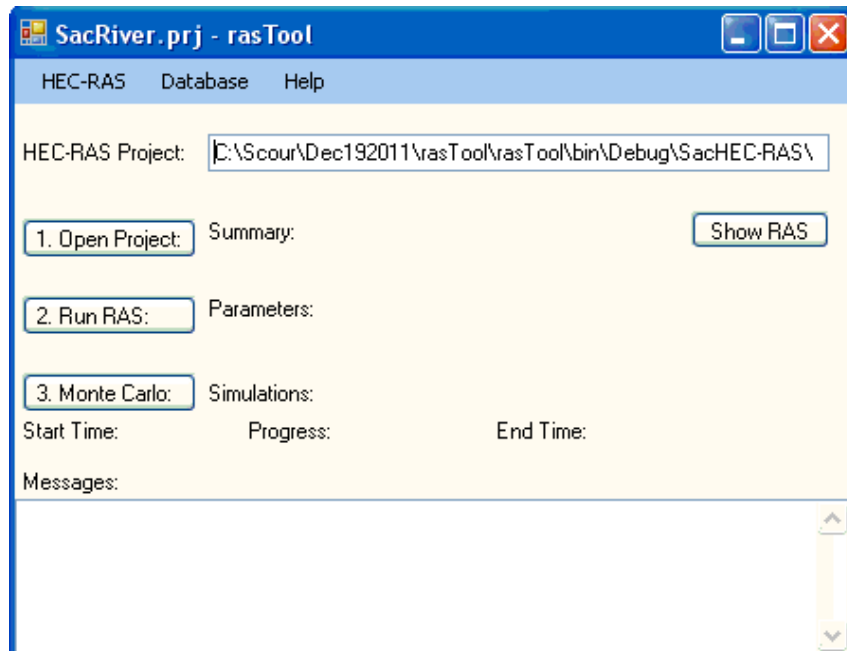 SacRiver.prj - rasTool
HEC-RAS Database Help
HEC-RAS Project: C:\Scour\Dec192011\rasTool\rasTool\bin\Debug\SacHEC-RAS\
1. Open Project: Summary: Show RAS
2. Run RAS: Parameters:
3. Monte Carlo: Simulations:
Start Time: Progress: End Time:
Messages: